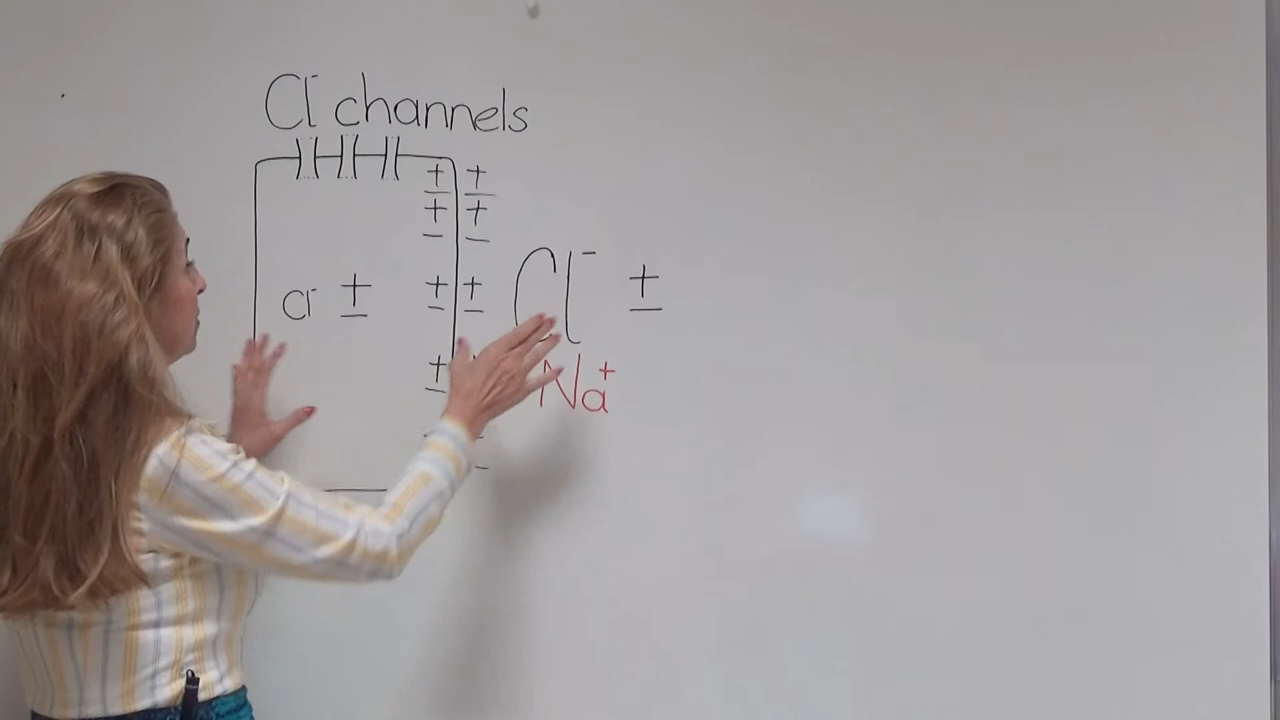 Cl⁻ channels
+ +
− −
+ +
− −
Cl⁻ + + + Cl⁻ +
− − − −
+ Na⁺
−
−